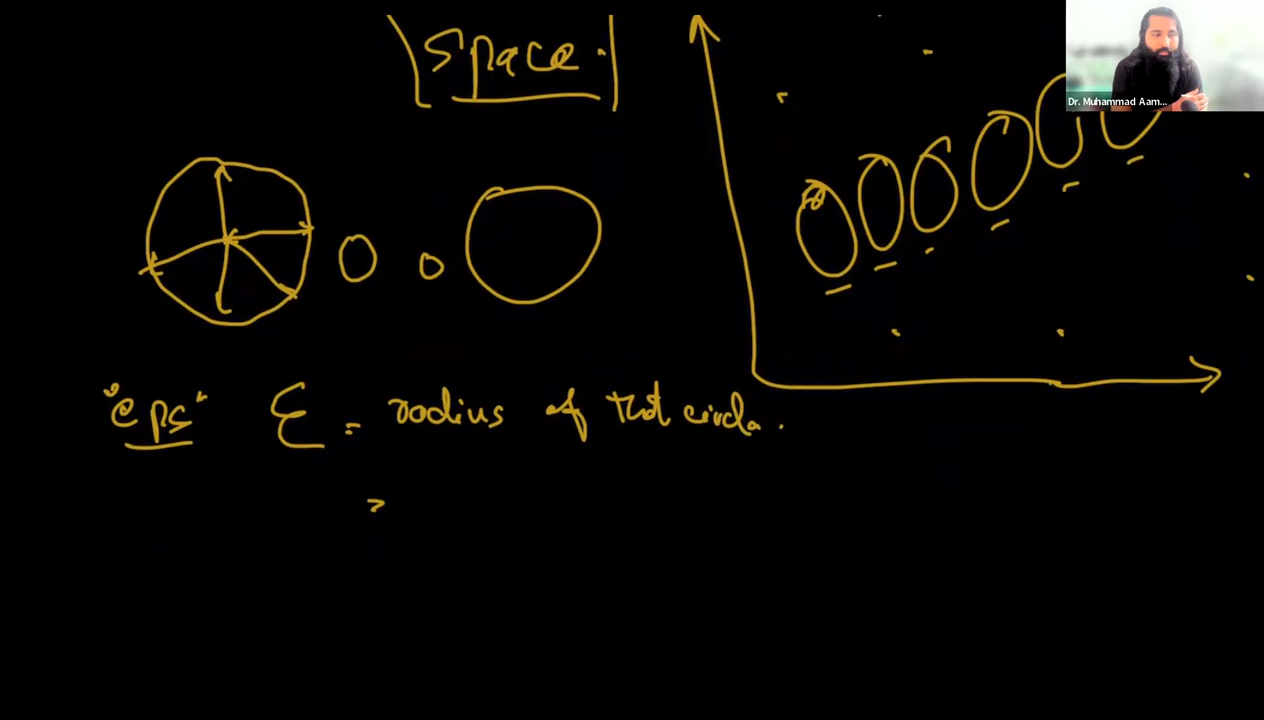 Space.
Dr. Muhammad Aam...
"eps" Ɛ = radius of that circle.